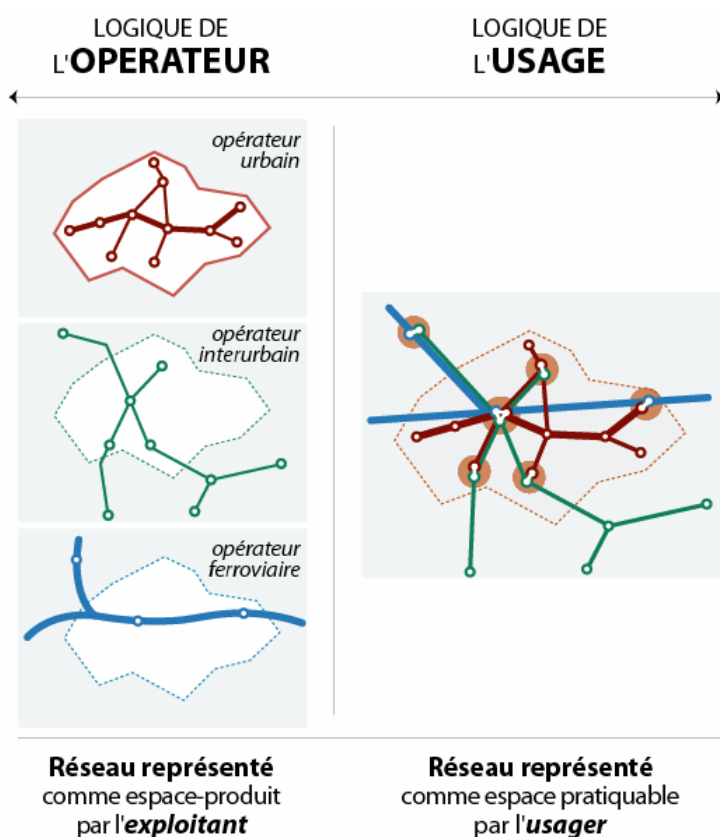 LOGIQUE DE
L'OPERATEUR
LOGIQUE DE
L'USAGE
opérateur
urbain
opérateur
interurbain
opérateur
ferroviaire
Réseau représenté
comme espace-produit
par l'exploitant
Réseau représenté
comme espace pratiquable
par l'usager